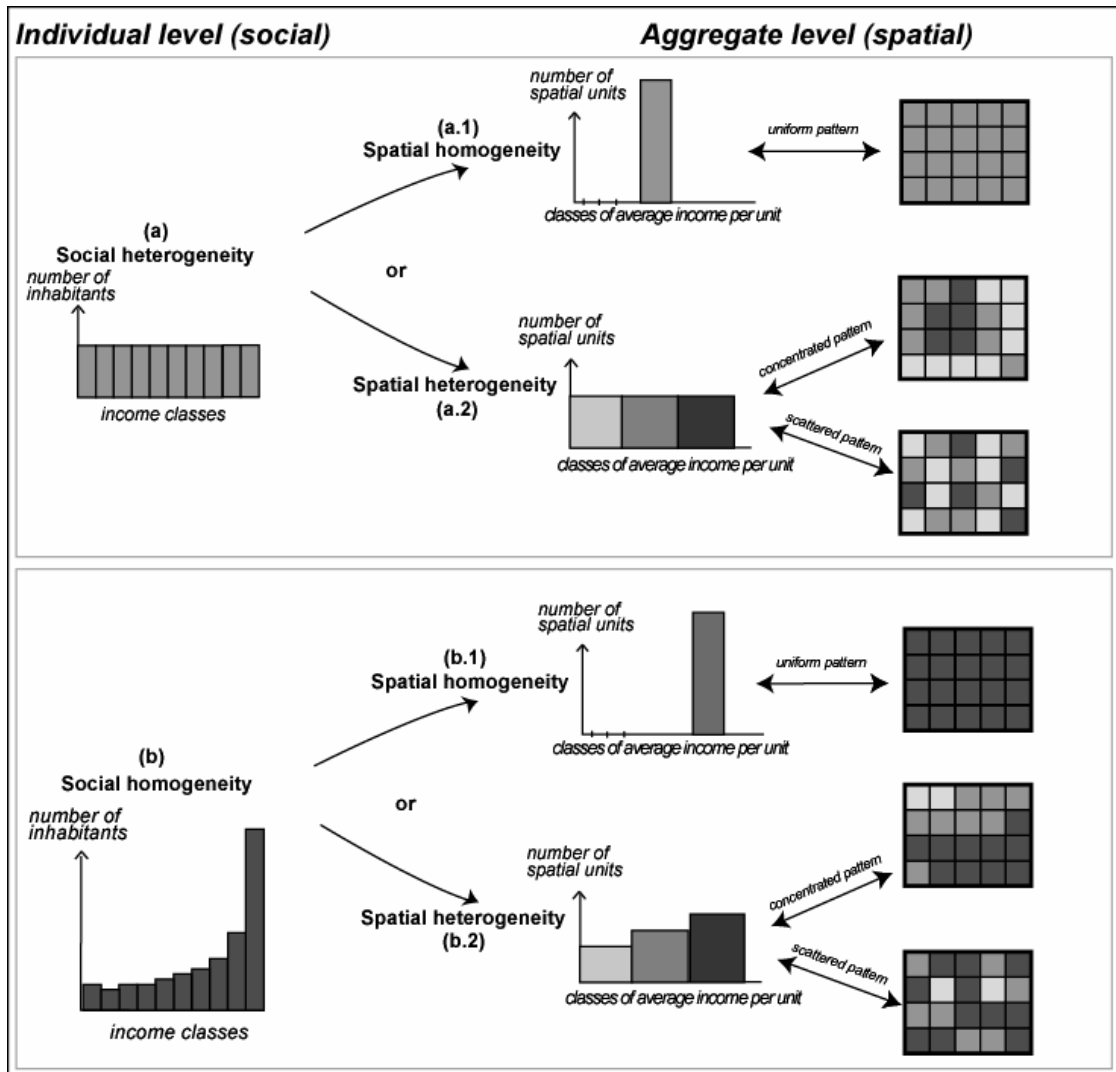 Individual level (social)
Aggregate level (spatial)
number of
spatial units
(a.1)
Spatial homogeneity
uniform pattern
classes of average income per unit
(a)
Social heterogeneity
number of
inhabitants
income classes
or
number of
spatial units
Spatial heterogeneity
(a.2)
classes of average income per unit
concentrated pattern
scattered pattern
number of
spatial units
(b.1)
Spatial homogeneity
uniform pattern
classes of average income per unit
(b)
Social homogeneity
number of
inhabitants
income classes
or
number of
spatial units
Spatial heterogeneity
(b.2)
classes of average income per unit
concentrated pattern
scattered pattern